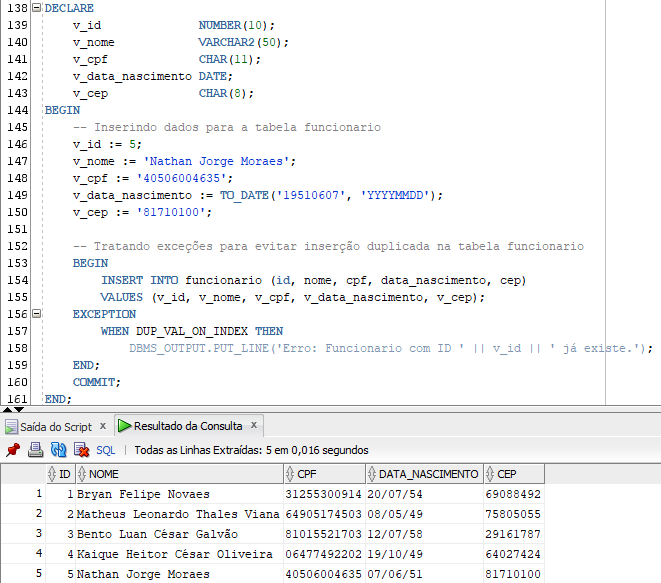 138 DECLARE
139 v_id NUMBER(10);
140 v_nome VARCHAR2(50);
141 v_cpf CHAR(11);
142 v_data_nascimento DATE;
143 v_cep CHAR(8);
144 BEGIN
145 -- Inserindo dados para a tabela funcionario
146 v_id := 5;
147 v_nome := 'Nathan Jorge Moraes';
148 v_cpf := '40506004635';
149 v_data_nascimento := TO_DATE('19510607', 'YYYYMMDD');
150 v_cep := '81710100';
151
152 -- Tratando exceções para evitar inserção duplicada na tabela funcionario
153 BEGIN
154 INSERT INTO funcionario (id, nome, cpf, data_nascimento, cep)
155 VALUES (v_id, v_nome, v_cpf, v_data_nascimento, v_cep);
156 EXCEPTION
157 WHEN DUP_VAL_ON_INDEX THEN
158 DBMS_OUTPUT.PUT_LINE('Erro: Funcionario com ID ' || v_id || ' já existe.');
159 END;
160 COMMIT;
161 END;
Saída do Script x Resultado da Consulta x
SQL | Todas as Linhas Extraídas: 5 em 0,016 segundos
ID NOME CPF DATA_NASCIMENTO CEP
1 1 Bryan Felipe Novaes 31255300914 20/07/54 69088492
2 2 Matheus Leonardo Thales Viana 64905174503 08/05/49 75805055
3 3 Bento Luan César Galvão 81015521703 12/07/58 29161787
4 4 Kaique Heitor César Oliveira 06477492202 19/10/49 64027424
5 5 Nathan Jorge Moraes 40506004635 07/06/51 81710100